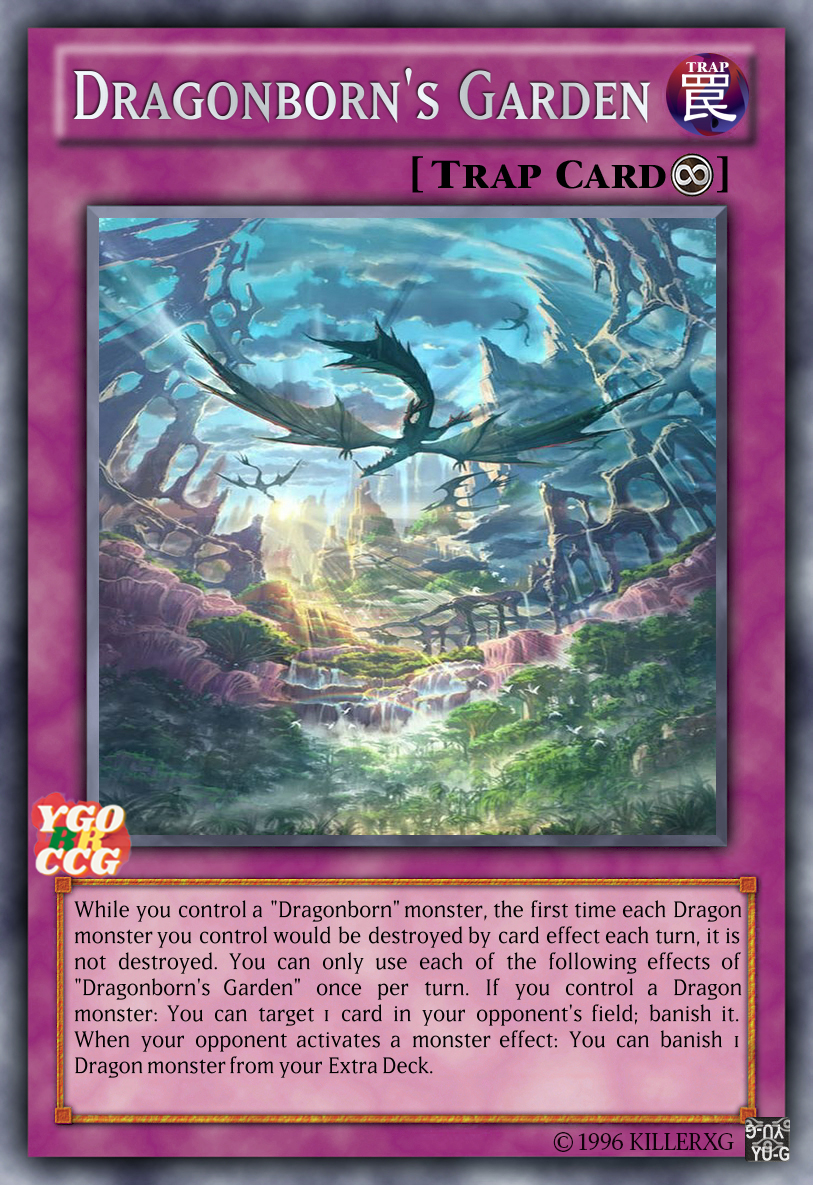 DRAGONBORN'S GARDEN
TRAP
罠
[TRAP CARD∞]
YGO
BR
CCG
While you control a "Dragonborn" monster, the first time each Dragon
monster you control would be destroyed by card effect each turn, it is
not destroyed. You can only use each of the following effects of
"Dragonborn's Garden" once per turn. If you control a Dragon
monster: You can target 1 card in your opponent's field; banish it.
When your opponent activates a monster effect: You can banish 1
Dragon monster from your Extra Deck.
© 1996 KILLERXG
YU-G